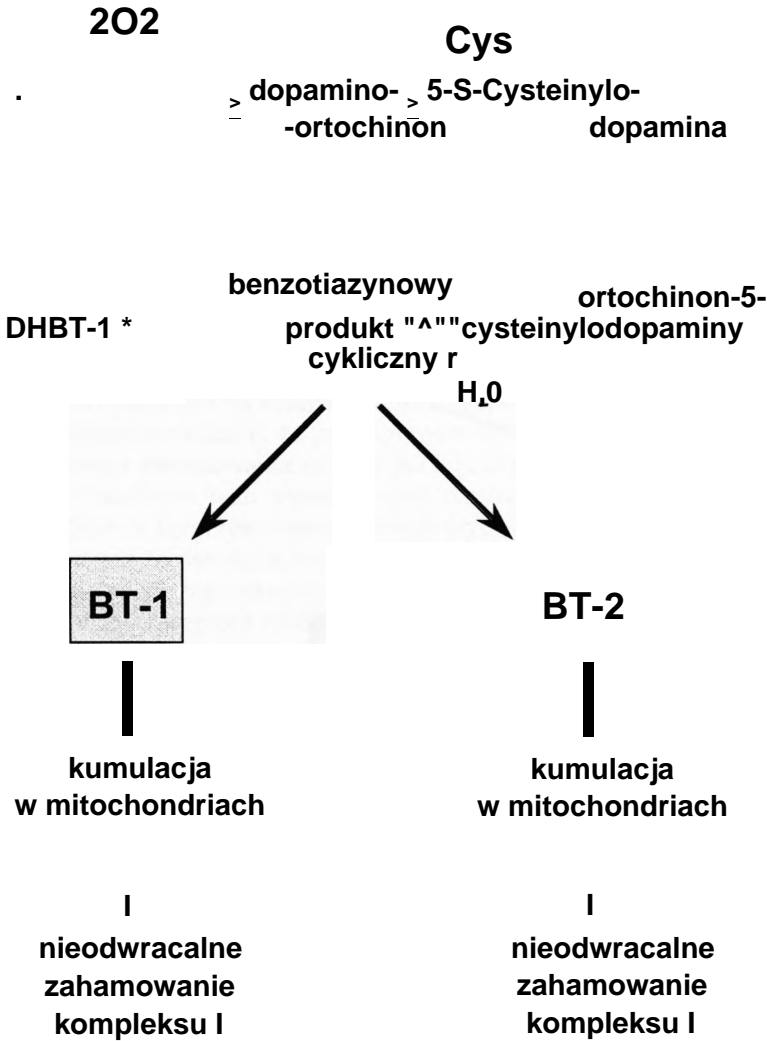 2O2
Cys
. > dopamino- > 5-S-Cysteinylo-
-ortochinon dopamina
benzotiazynowy
ortochinon-5-
DHBT-1 * produkt "^""cysteinylodopaminy
cykliczny r
H,0
BT-1 BT-2
kumulacja kumulacja
w mitochondriach w mitochondriach
I I
nieodwracalne nieodwracalne
zahamowanie zahamowanie
kompleksu I kompleksu I